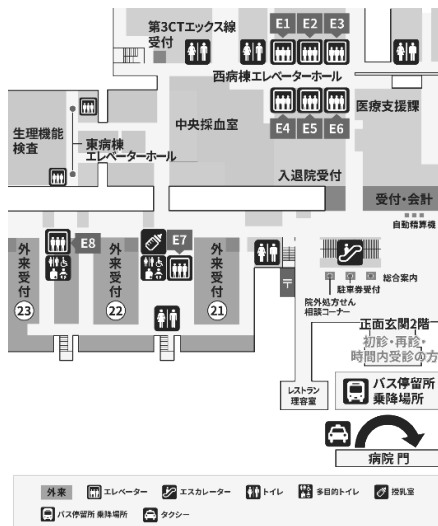 第3CTエックス線
受付
E1
E2
E3
西病棟エレベーターホール
E4
E5
E6
医療支援課
中央採血室
生理機能
検査
東病棟
エレベーターホール
入退院受付
受付・会計
自動精算機
E8
E7
外来受付
23
外来受付
22
外来受付
21
〒
総合案内
駐車券受付
院外処方せん
相談コーナー
正面玄関2階
初診・再診・
時間内受診の方
レストラン
理容室
バス停留所
乗降場所
病院 門
外来
エレベーター
エスカレーター
トイレ
多目的トイレ
授乳室
バス停留所 乗降場所
タクシー